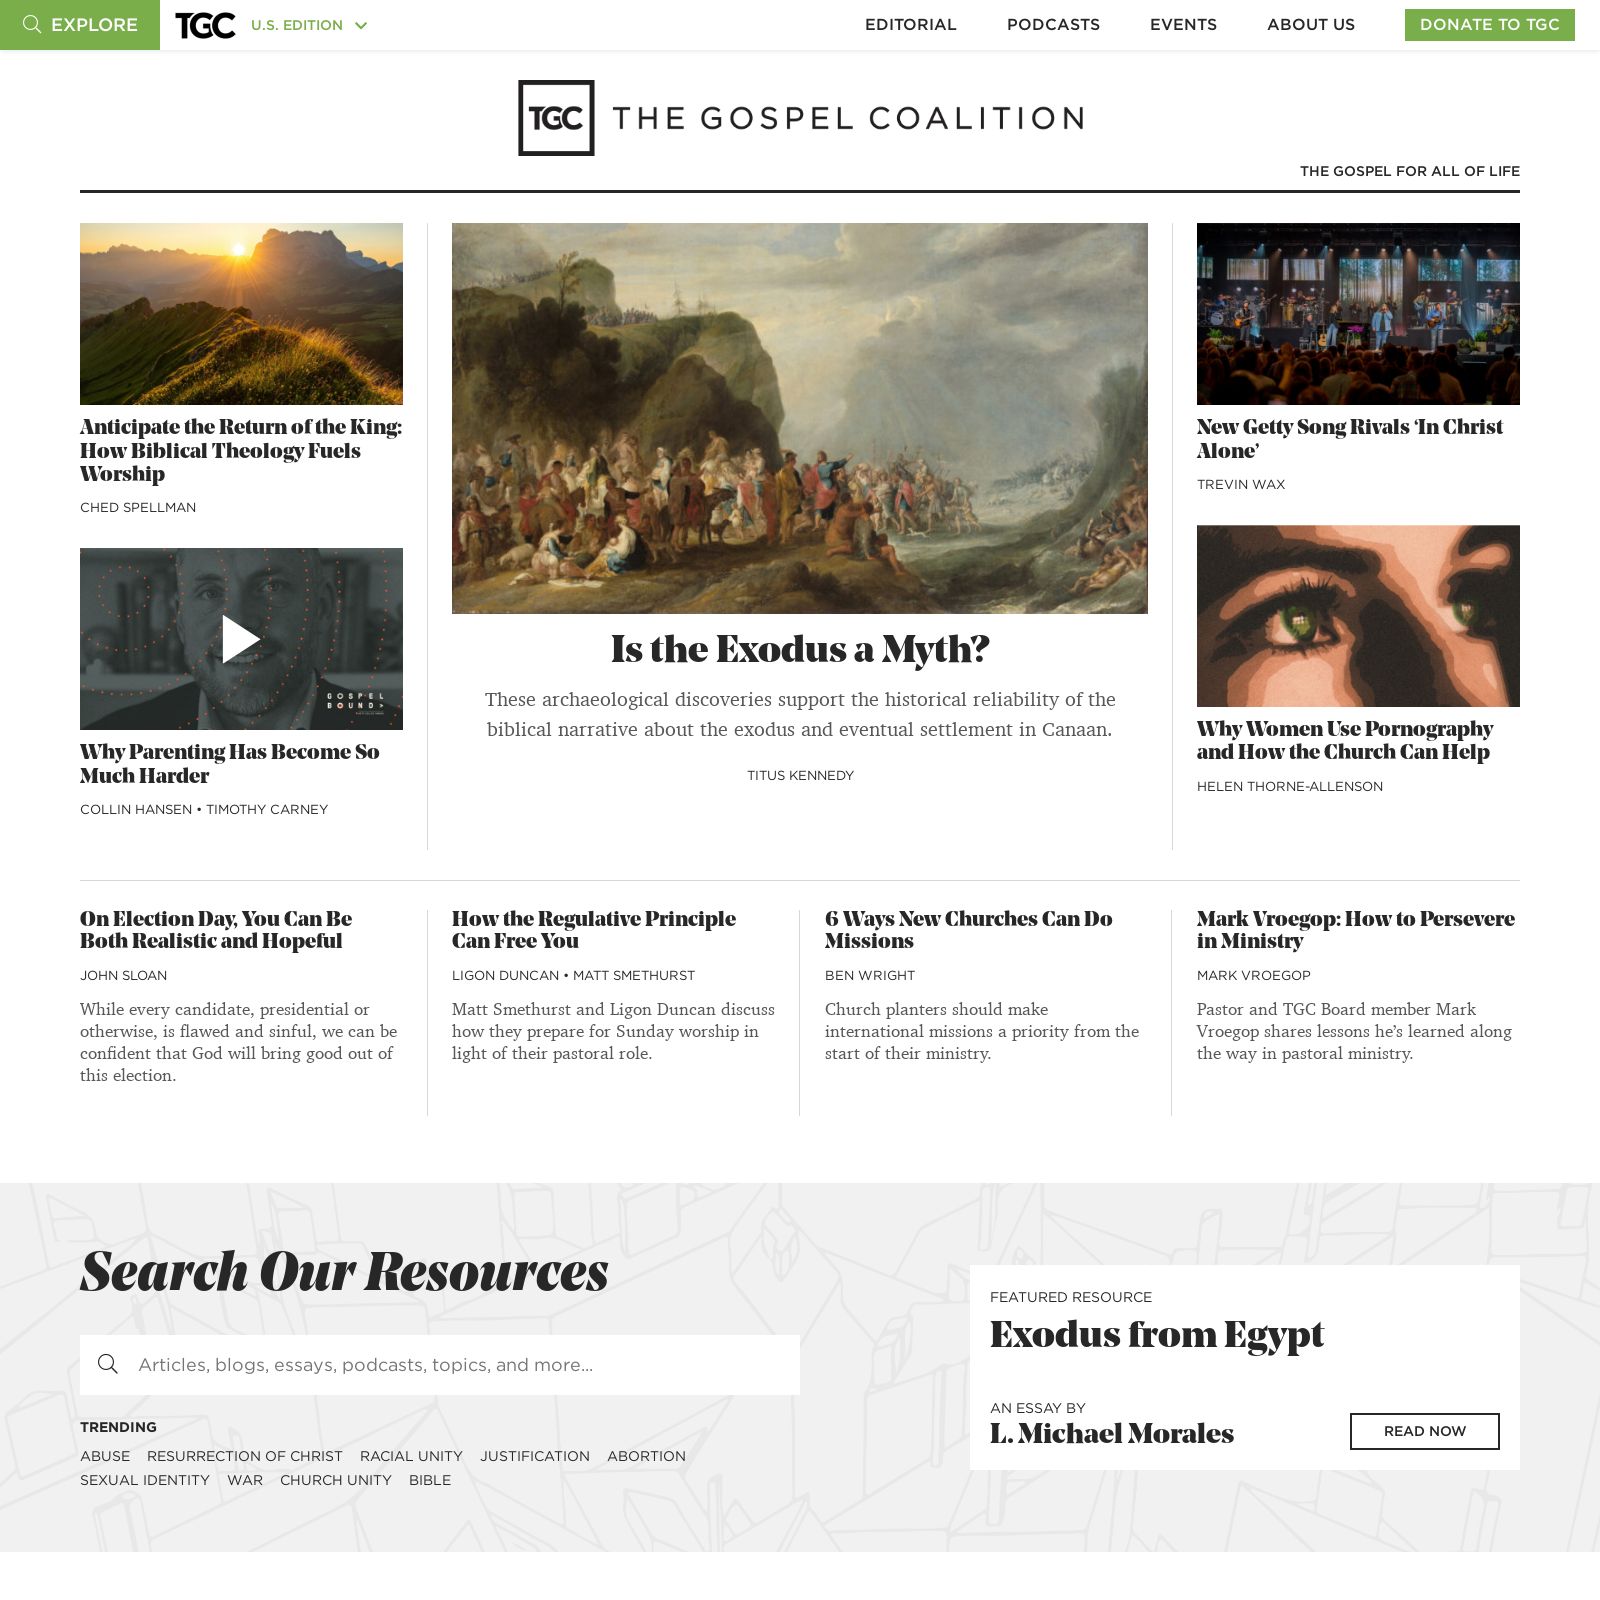 EXPLORE
TGC
U.S. EDITION
EDITORIAL
PODCASTS
EVENTS
ABOUT US
DONATE TO TGC
TGC
THE GOSPEL COALITION
THE GOSPEL FOR ALL OF LIFE
Anticipate the Return of the King:
How Biblical Theology Fuels
Worship
CHED SPELLMAN
GOSPEL
BOUND>
Why Parenting Has Become So
Much Harder
COLLIN HANSEN • TIMOTHY CARNEY
Is the Exodus a Myth?
These archaeological discoveries support the historical reliability of the
biblical narrative about the exodus and eventual settlement in Canaan.
TITUS KENNEDY
New Getty Song Rivals ‘In Christ
Alone’
TREVIN WAX
Why Women Use Pornography
and How the Church Can Help
HELEN THORNE-ALLENSON
On Election Day, You Can Be
Both Realistic and Hopeful
JOHN SLOAN
While every candidate, presidential or
otherwise, is flawed and sinful, we can be
confident that God will bring good out of
this election.
How the Regulative Principle
Can Free You
LIGON DUNCAN • MATT SMETHURST
Matt Smethurst and Ligon Duncan discuss
how they prepare for Sunday worship in
light of their pastoral role.
6 Ways New Churches Can Do
Missions
BEN WRIGHT
Church planters should make
international missions a priority from the
start of their ministry.
Mark Vroegop: How to Persevere
in Ministry
MARK VROEGOP
Pastor and TGC Board member Mark
Vroegop shares lessons he’s learned along
the way in pastoral ministry.
Search Our Resources
Articles, blogs, essays, podcasts, topics, and more...
TRENDING
ABUSE RESURRECTION OF CHRIST RACIAL UNITY JUSTIFICATION ABORTION
SEXUAL IDENTITY WAR CHURCH UNITY BIBLE
FEATURED RESOURCE
Exodus from Egypt
AN ESSAY BY
L. Michael Morales
READ NOW